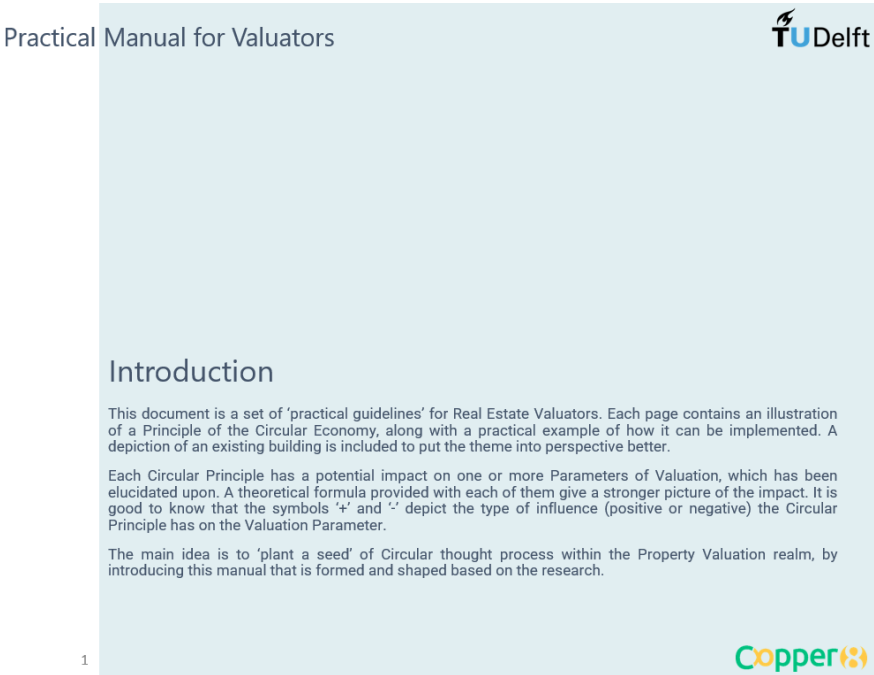 Practical Manual for Valuators
TU Delft
Introduction
This document is a set of ‘practical guidelines’ for Real Estate Valuators. Each page contains an illustration
of a Principle of the Circular Economy, along with a practical example of how it can be implemented. A
depiction of an existing building is included to put the theme into perspective better.
Each Circular Principle has a potential impact on one or more Parameters of Valuation, which has been
elucidated upon. A theoretical formula provided with each of them give a stronger picture of the impact. It is
good to know that the symbols ‘+’ and ‘-’ depict the type of influence (positive or negative) the Circular
Principle has on the Valuation Parameter.
The main idea is to ‘plant a seed’ of Circular thought process within the Property Valuation realm, by
introducing this manual that is formed and shaped based on the research.
1
Copper8